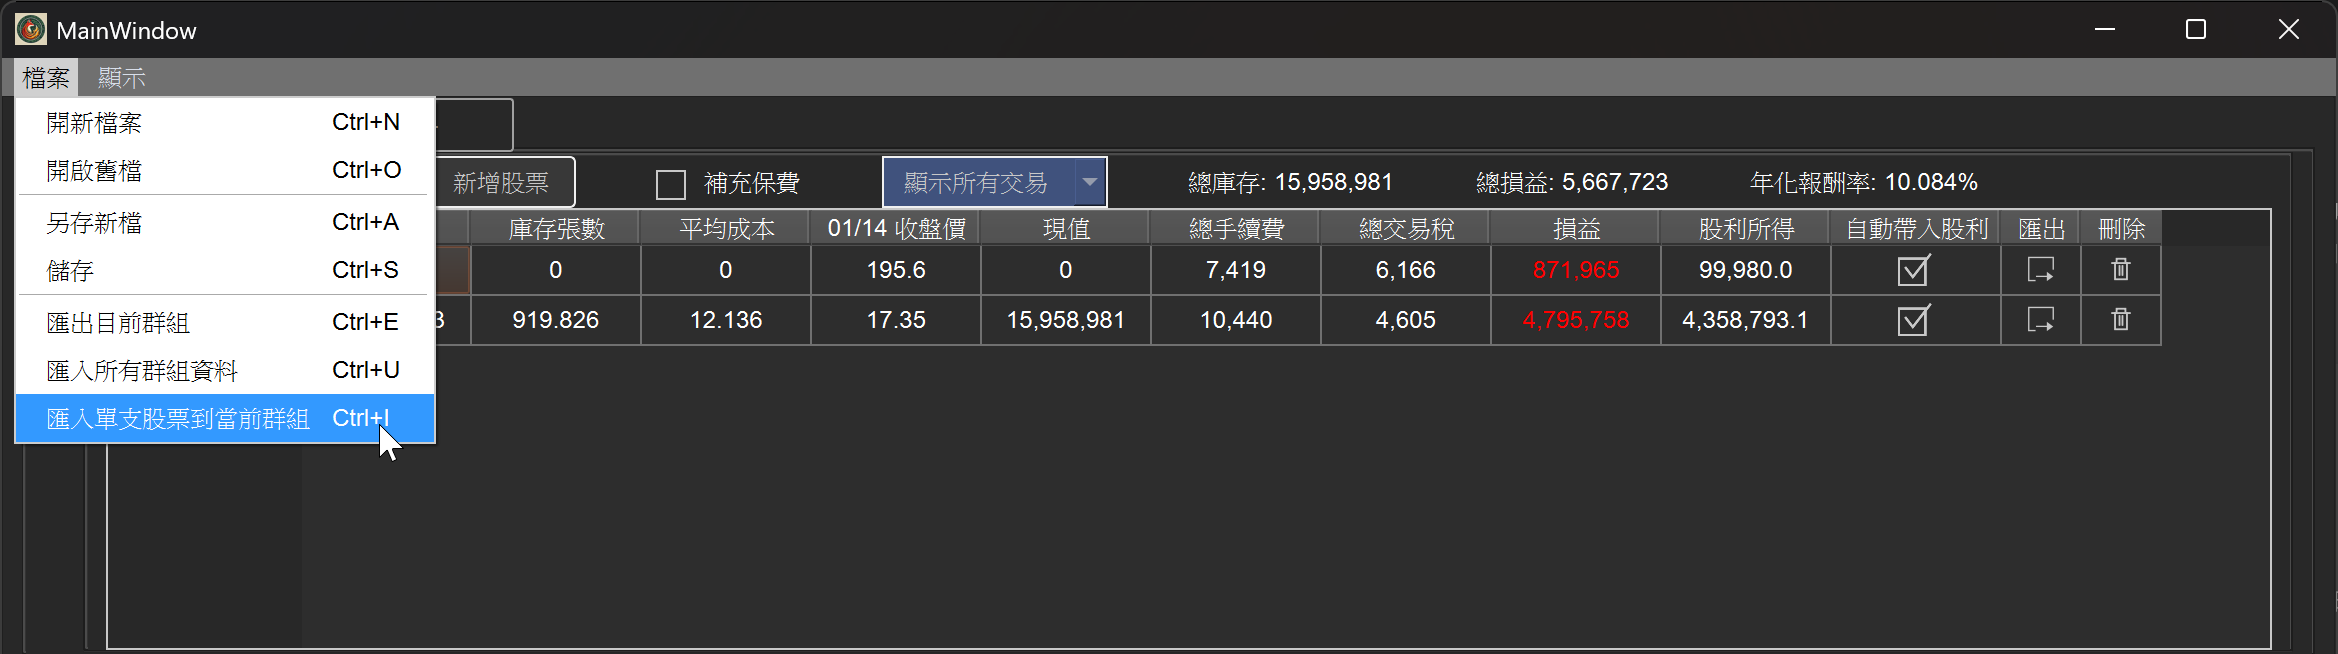 MainWindow
檔案 顯示
開新檔案 Ctrl+N
開啟舊檔 Ctrl+O
另存新檔 Ctrl+A
儲存 Ctrl+S
匯出目前群組 Ctrl+E
匯入所有群組資料 Ctrl+U
匯入單支股票到當前群組 Ctrl+I
新增股票 補充保費 顯示所有交易 總庫存: 15,958,981 總損益: 5,667,723 年化報酬率: 10.084%
庫存張數 平均成本 01/14 收盤價 現值 總手續費 總交易稅 損益 股利所得 自動帶入股利 匯出 刪除
0 0 195.6 0 7,419 6,166 871,965 99,980.0
3 919.826 12.136 17.35 15,958,981 10,440 4,605 4,795,758 4,358,793.1